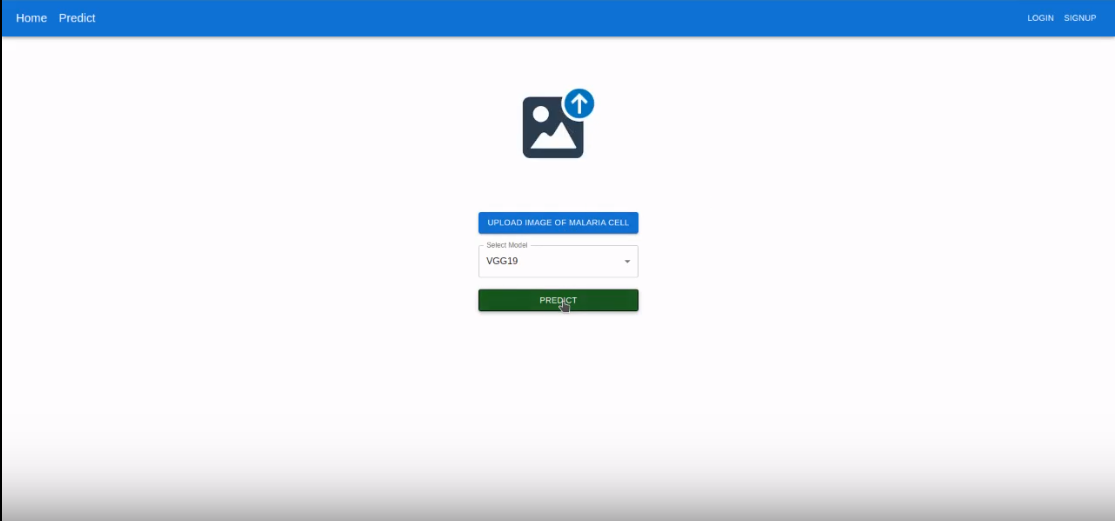 Home Predict LOGIN SIGNUP
UPLOAD IMAGE OF MALARIA CELL
Select Model
VGG19
PREDICT